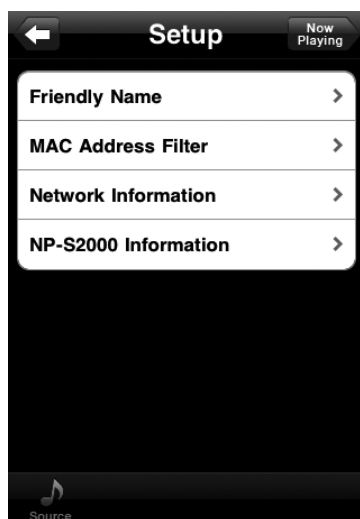 Setup
Now
Playing
Friendly Name
MAC Address Filter
Network Information
NP-S2000 Information
Source